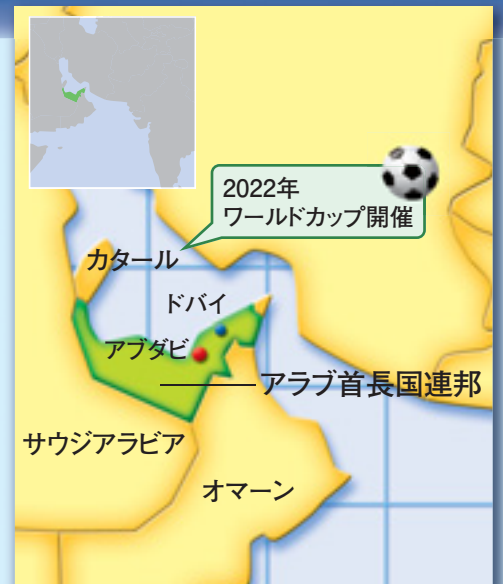 2022年
ワールドカップ開催
カタール
ドバイ
アブダビ
アラブ首長国連邦
サウジアラビア
オマーン